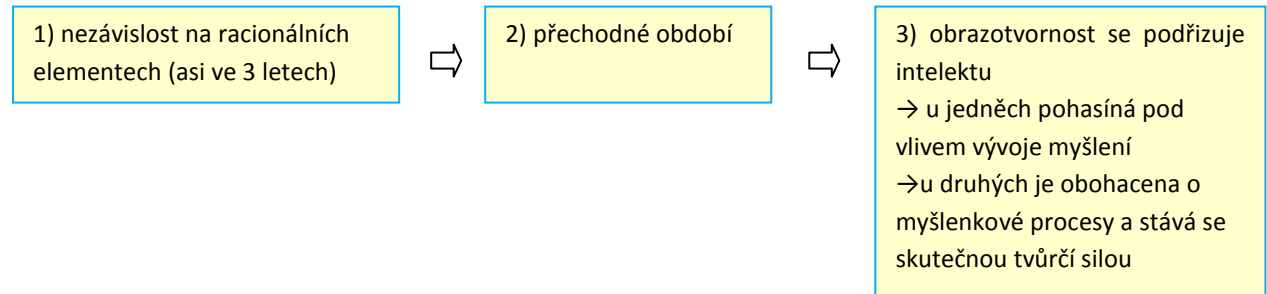 1) nezávislost na racionálních
elementech (asi ve 3 letech)
2) přechodné období
3) obrazotvornost se podřizuje
intelektu
→ u jedněch pohasíná pod
vlivem vývoje myšlení
→u druhých je obohacena o
myšlenkové procesy a stává se
skutečnou tvůrčí silou